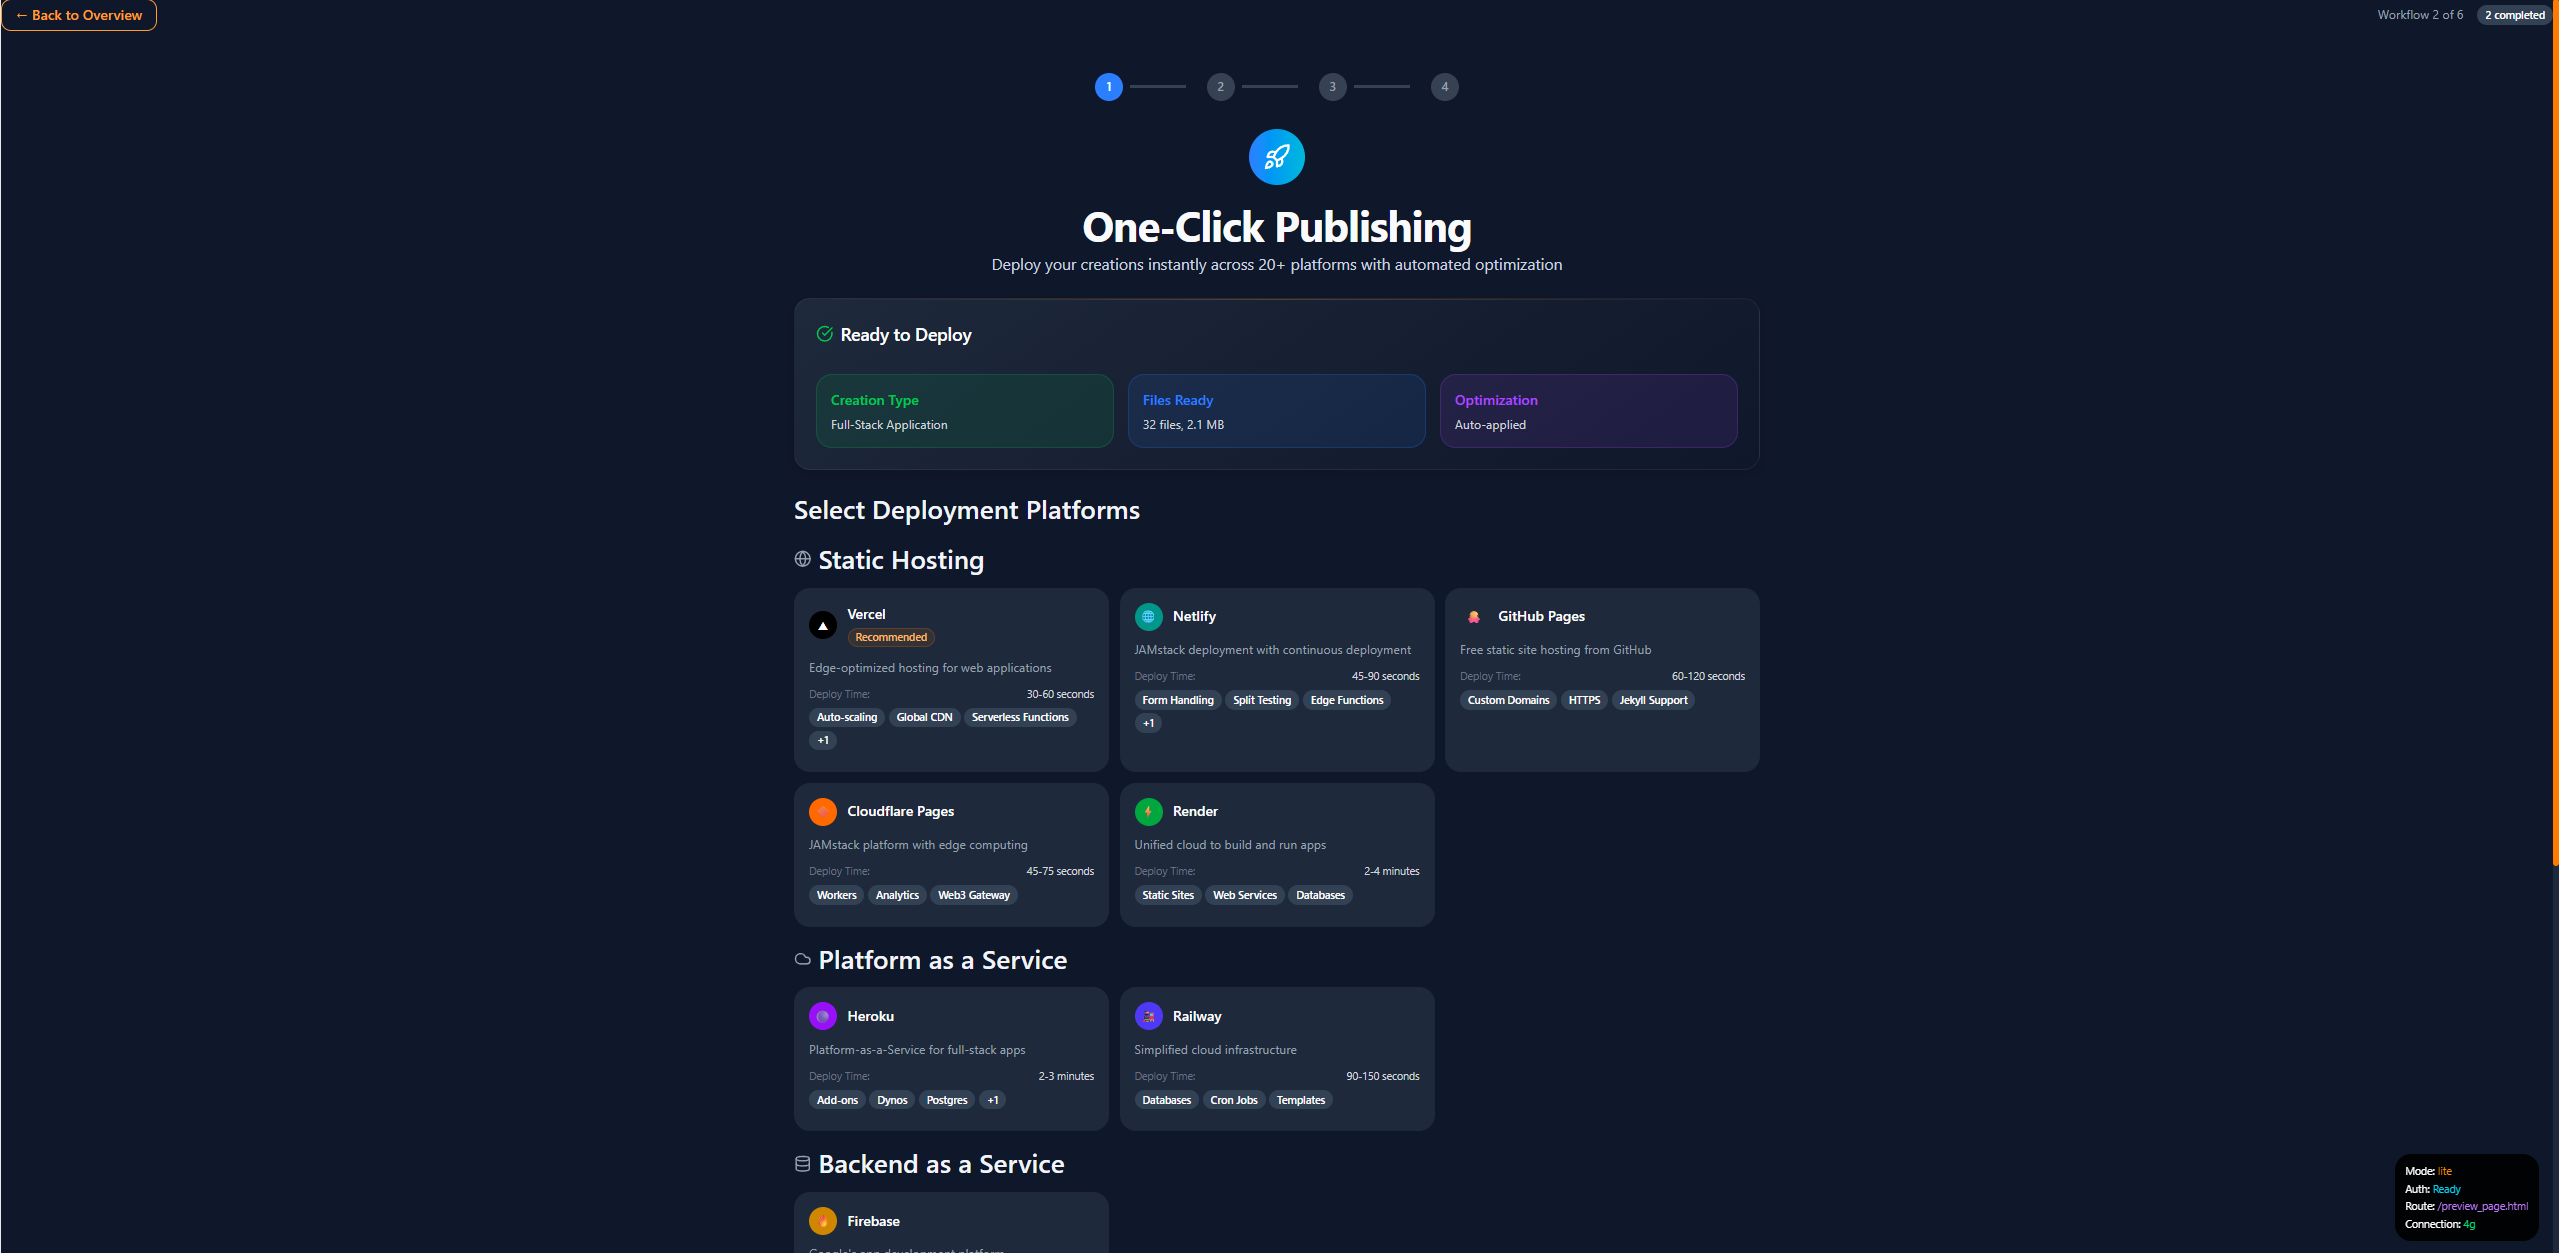 ← Back to Overview
Workflow 2 of 6
2 completed
1
2
3
4
One-Click Publishing
Deploy your creations instantly across 20+ platforms with automated optimization
Ready to Deploy
Creation Type
Full-Stack Application
Files Ready
32 files, 2.1 MB
Optimization
Auto-applied
Select Deployment Platforms
Static Hosting
Vercel
Recommended
Edge-optimized hosting for web applications
Deploy Time: 30-60 seconds
Auto-scaling Global CDN Serverless Functions
+1
Netlify
JAMstack deployment with continuous deployment
Deploy Time: 45-90 seconds
Form Handling Split Testing Edge Functions
+1
GitHub Pages
Free static site hosting from GitHub
Deploy Time: 60-120 seconds
Custom Domains HTTPS Jekyll Support
Cloudflare Pages
JAMstack platform with edge computing
Deploy Time: 45-75 seconds
Workers Analytics Web3 Gateway
Render
Unified cloud to build and run apps
Deploy Time: 2-4 minutes
Static Sites Web Services Databases
Platform as a Service
Heroku
Platform-as-a-Service for full-stack apps
Deploy Time: 2-3 minutes
Add-ons Dynos Postgres +1
Railway
Simplified cloud infrastructure
Deploy Time: 90-150 seconds
Databases Cron Jobs Templates
Backend as a Service
Firebase
Google's app development platform
Mode: lite
Auth: Ready
Route: /preview_page.html
Connection: 4g